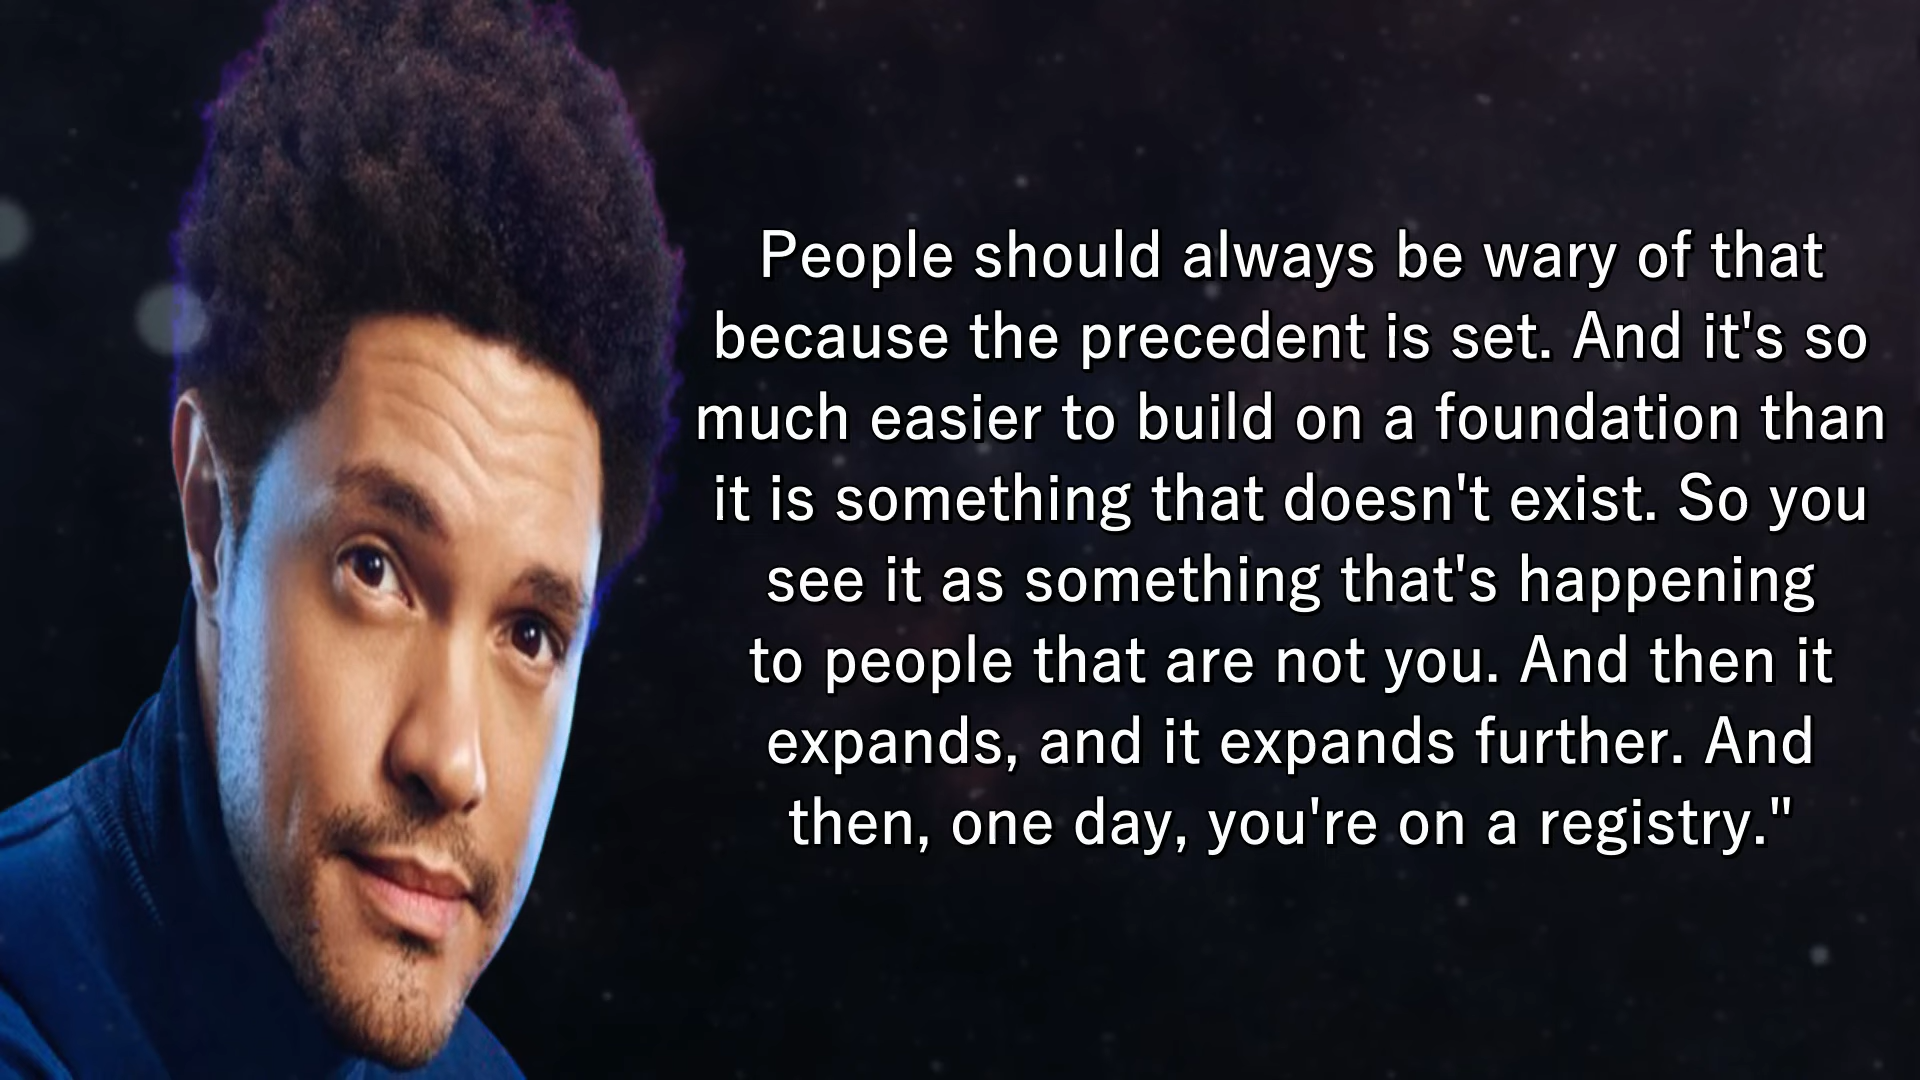 People should always be wary of that
because the precedent is set. And it's so
much easier to build on a foundation than
it is something that doesn't exist. So you
see it as something that's happening
to people that are not you. And then it
expands, and it expands further. And
then, one day, you're on a registry."